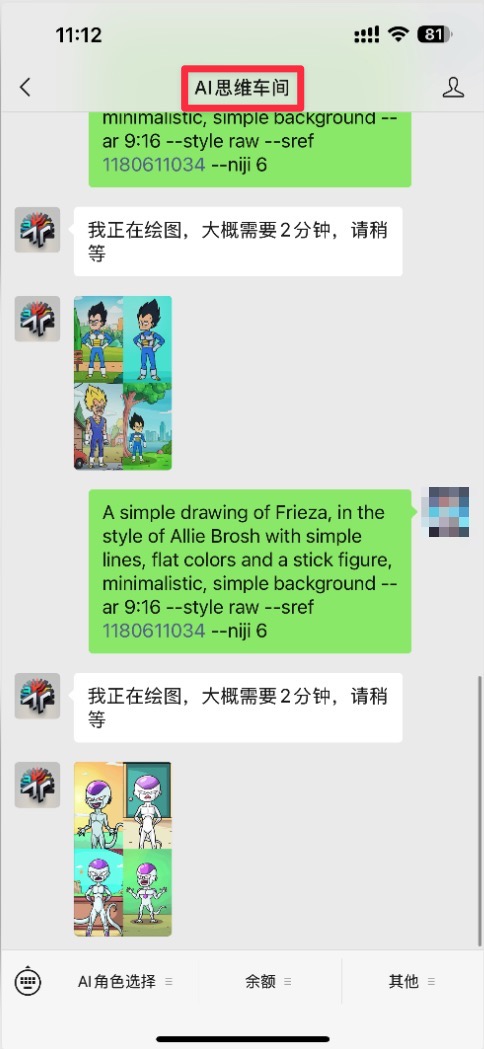 11:12
81
AI思维车间
minimalistic, simple background --
ar 9:16 --style raw --sref
1180611034 --niji 6
我正在绘图，大概需要2分钟，请稍
等
A simple drawing of Frieza, in the
style of Allie Brosh with simple
lines, flat colors and a stick figure,
minimalistic, simple background --
ar 9:16 --style raw --sref
1180611034 --niji 6
我正在绘图，大概需要2分钟，请稍
等
AI角色选择
余额
其他